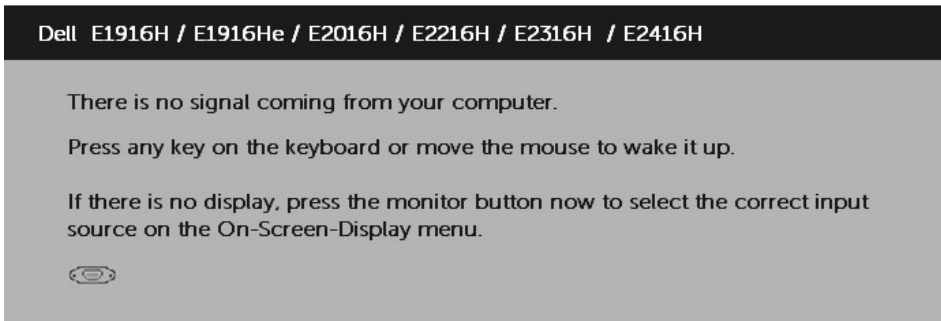 Dell E1916H / E1916He / E2016H / E2216H / E2316H / E2416H
There is no signal coming from your computer.
Press any key on the keyboard or move the mouse to wake it up.
If there is no display, press the monitor button now to select the correct input
source on the On-Screen-Display menu.